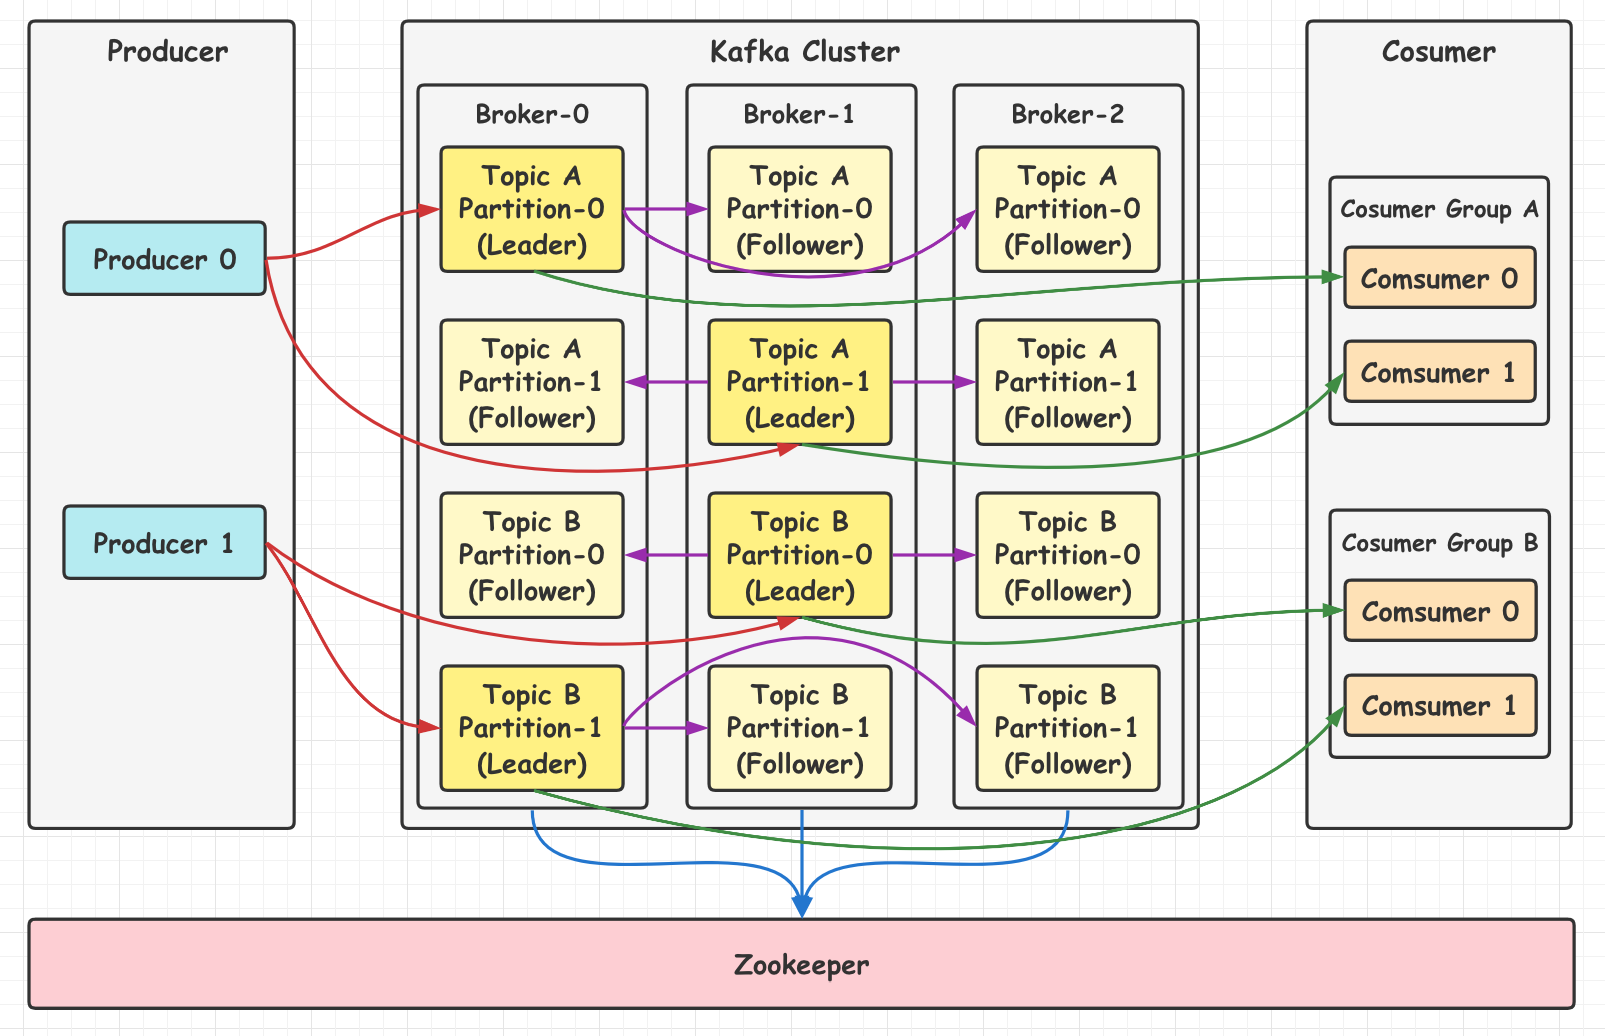 Producer
Producer 0
Producer 1
Kafka Cluster
Broker-0
Topic A
Partition-0
(Leader)
Topic A
Partition-1
(Follower)
Topic B
Partition-0
(Follower)
Topic B
Partition-1
(Leader)
Broker-1
Topic A
Partition-0
(Follower)
Topic A
Partition-1
(Leader)
Topic B
Partition-0
(Leader)
Topic B
Partition-1
(Follower)
Broker-2
Topic A
Partition-0
(Follower)
Topic A
Partition-1
(Follower)
Topic B
Partition-0
(Follower)
Topic B
Partition-1
(Follower)
Cosumer
Cosumer Group A
Comsumer 0
Comsumer 1
Cosumer Group B
Comsumer 0
Comsumer 1
Zookeeper